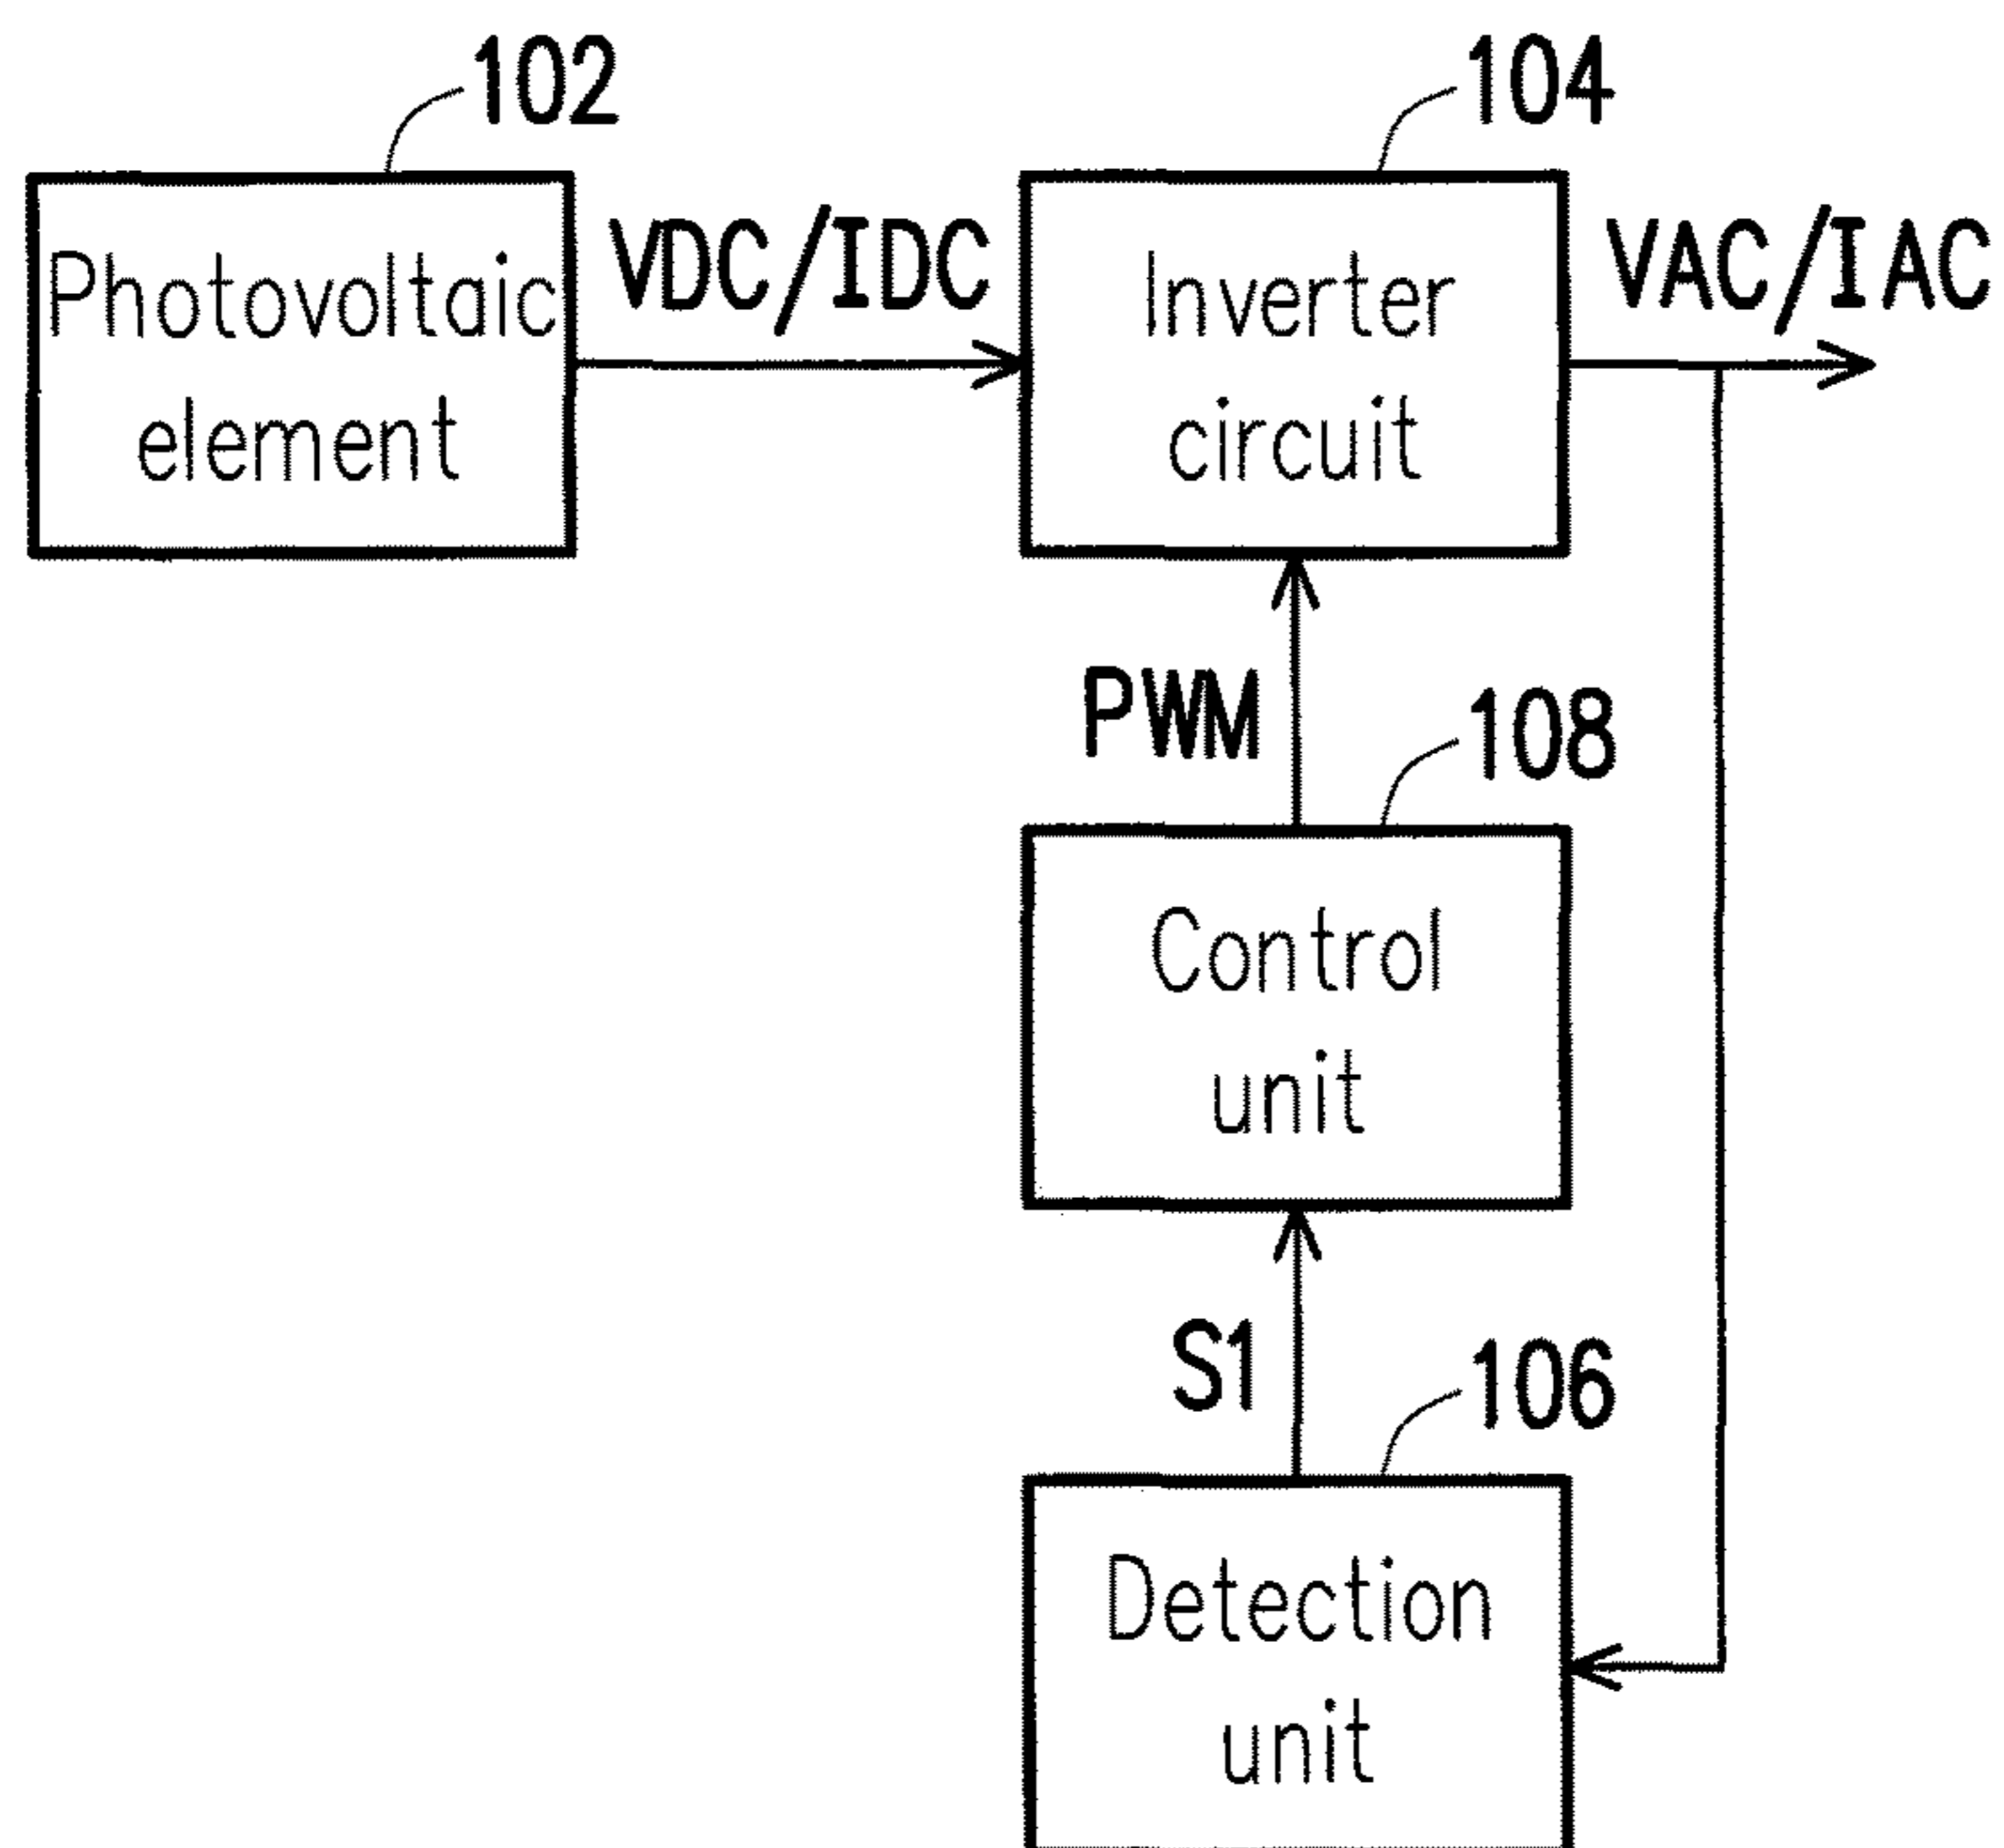 102
104
Photovoltaic
element
VDC/IDC
Inverter
circuit
VAC/IAC
PWM
108
Control
unit
S1
106
Detection
unit